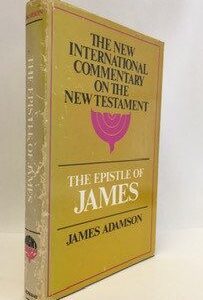 THE NEW
INTERNATIONAL
COMMENTARY
ON THE
NEW TESTAMENT
THE EPISTLE OF
JAMES
JAMES ADAMSON
THE EPISTLE OF JAMES